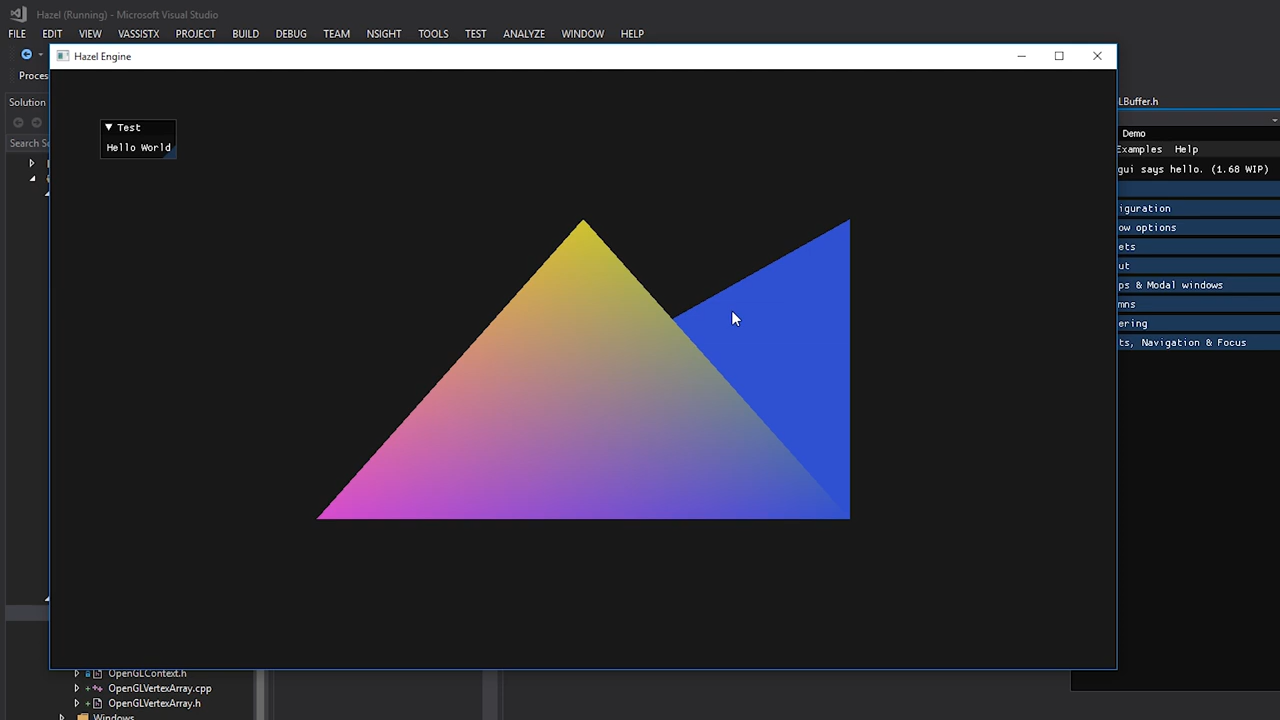 Hazel (Running) - Microsoft Visual Studio
FILE EDIT VIEW VASSISTX PROJECT BUILD DEBUG TEAM NSIGHT TOOLS TEST ANALYZE WINDOW HELP
Hazel Engine
Proces
Solution
LBuffer.h
Search So
Test
Hello World
Demo
Examples Help
gui says hello. (1.68 WIP)
iguration
ow options
ets
ut
ps & Modal windows
mns
ering
ts, Navigation & Focus
OpenGLContext.h
OpenGLVertexArray.cpp
OpenGLVertexArray.h
Windows